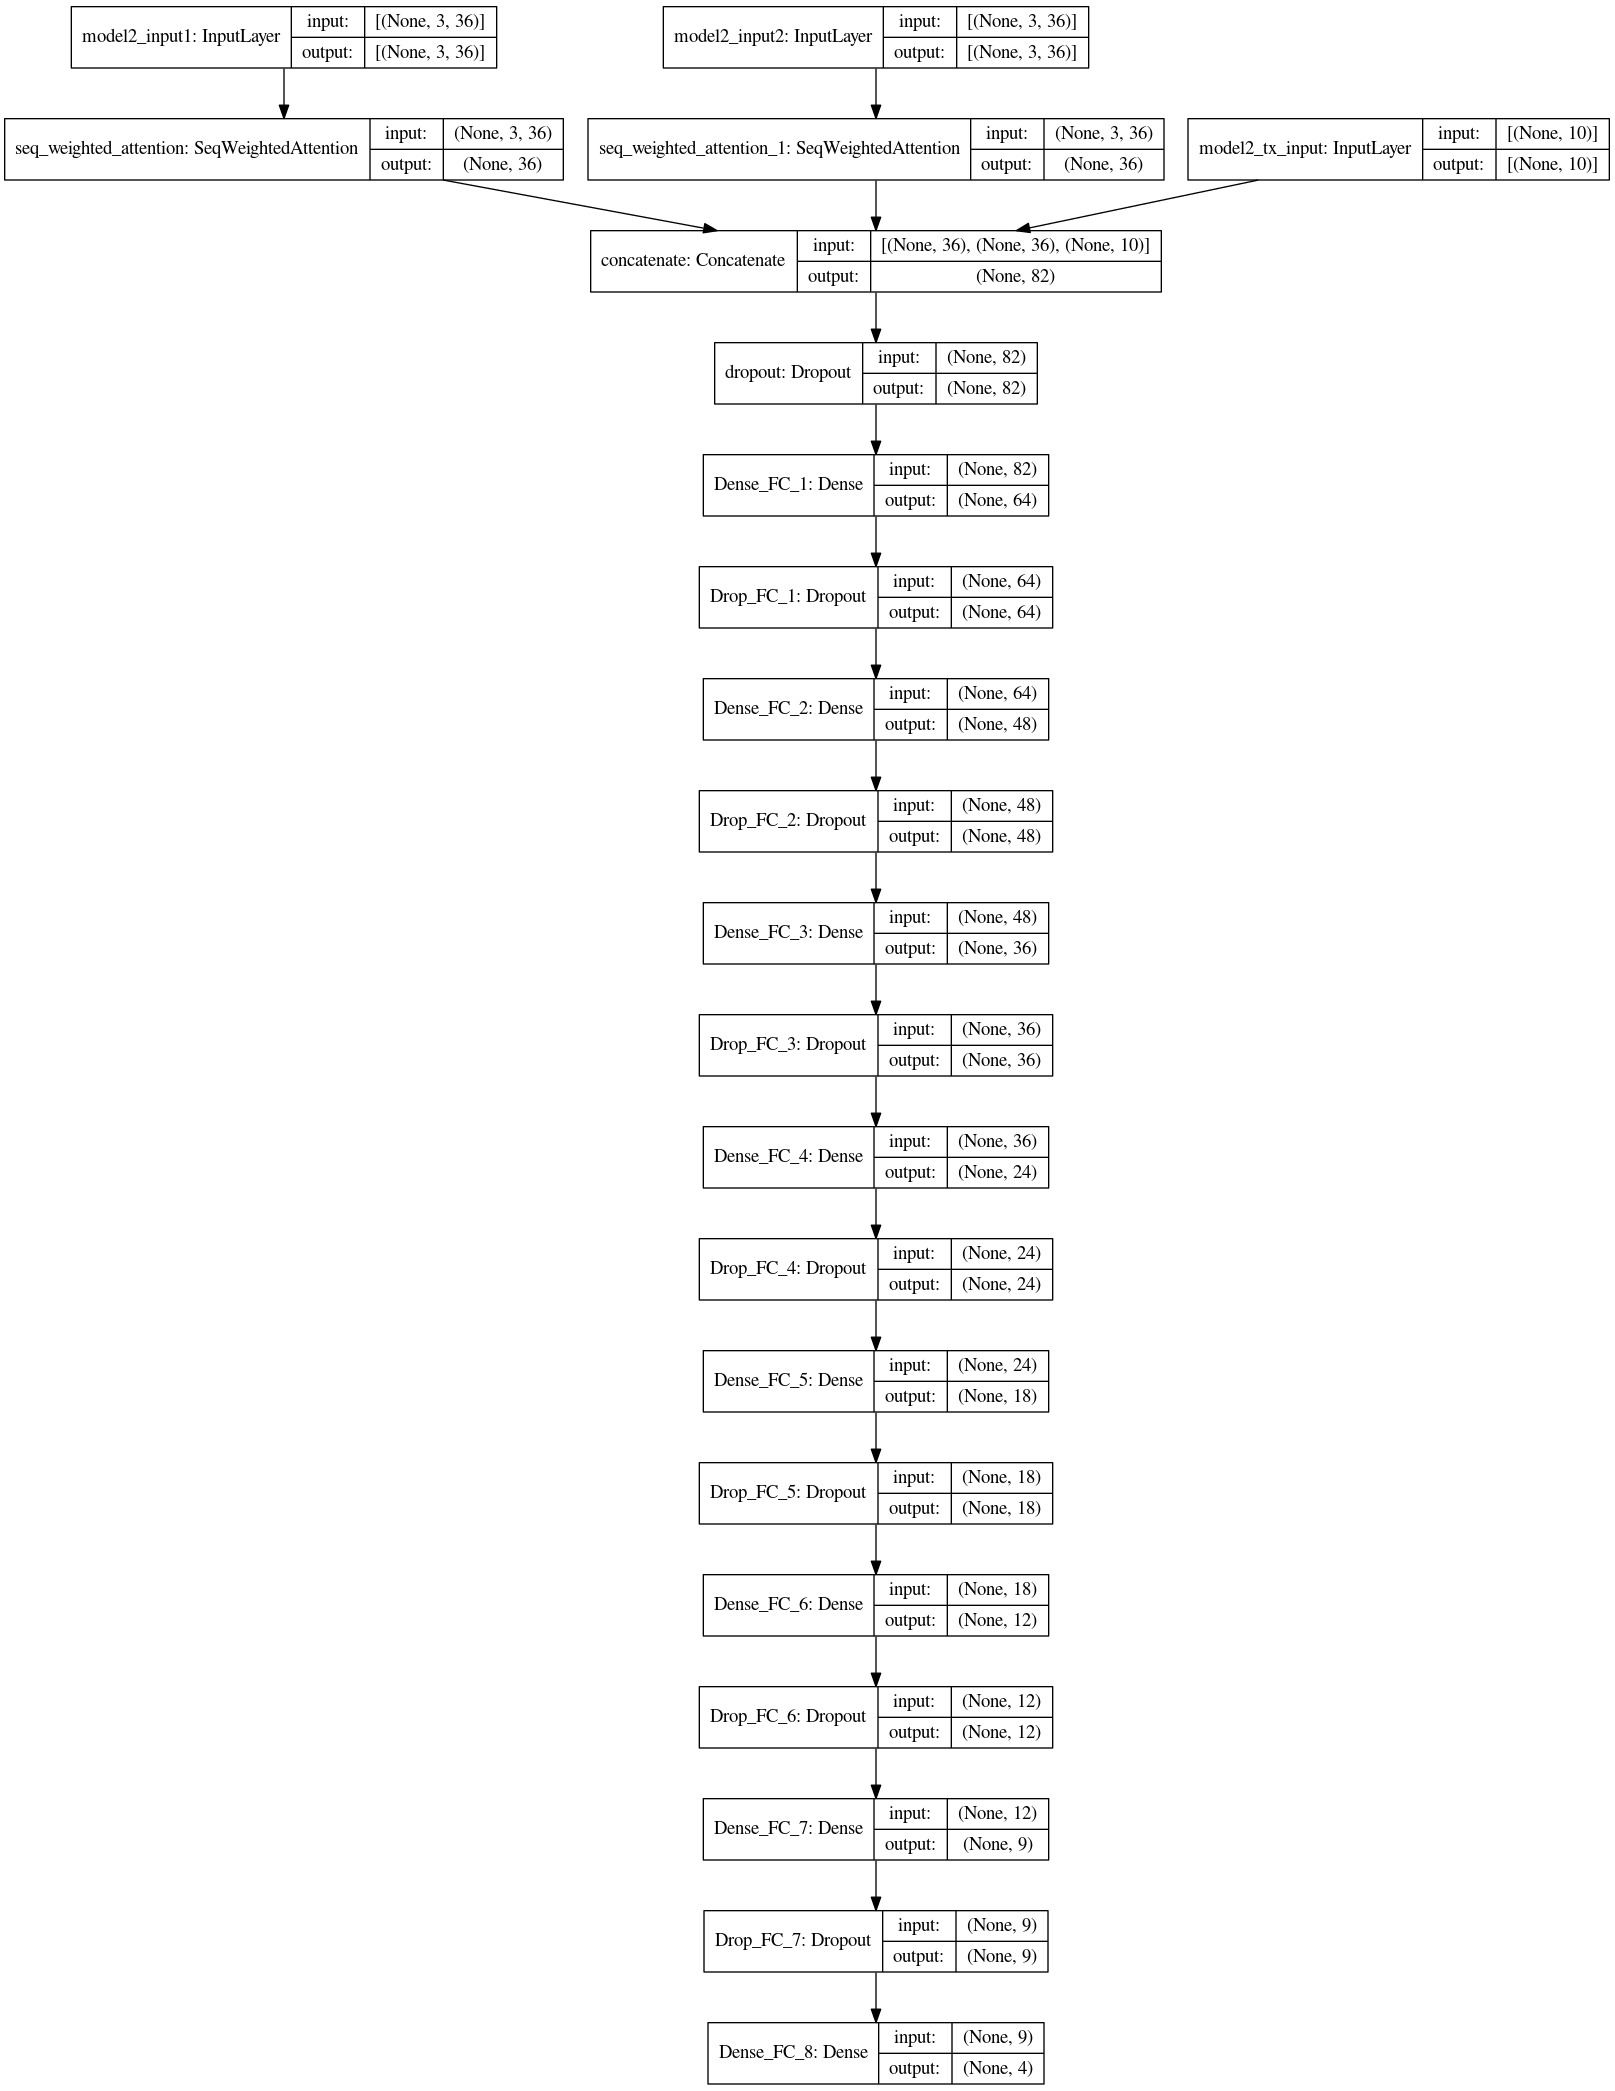 model2_input1: InputLayer
input:
[(None, 3, 36)]
output:
[(None, 3, 36)]
model2_input2: InputLayer
input:
[(None, 3, 36)]
output:
[(None, 3, 36)]
seq_weighted_attention: SeqWeightedAttention
input:
(None, 3, 36)
output:
(None, 36)
seq_weighted_attention_1: SeqWeightedAttention
input:
(None, 3, 36)
output:
(None, 36)
model2_tx_input: InputLayer
input:
[(None, 10)]
output:
[(None, 10)]
concatenate: Concatenate
input:
[(None, 36), (None, 36), (None, 10)]
output:
(None, 82)
dropout: Dropout
input:
(None, 82)
output:
(None, 82)
Dense_FC_1: Dense
input:
(None, 82)
output:
(None, 64)
Drop_FC_1: Dropout
input:
(None, 64)
output:
(None, 64)
Dense_FC_2: Dense
input:
(None, 64)
output:
(None, 48)
Drop_FC_2: Dropout
input:
(None, 48)
output:
(None, 48)
Dense_FC_3: Dense
input:
(None, 48)
output:
(None, 36)
Drop_FC_3: Dropout
input:
(None, 36)
output:
(None, 36)
Dense_FC_4: Dense
input:
(None, 36)
output:
(None, 24)
Drop_FC_4: Dropout
input:
(None, 24)
output:
(None, 24)
Dense_FC_5: Dense
input:
(None, 24)
output:
(None, 18)
Drop_FC_5: Dropout
input:
(None, 18)
output:
(None, 18)
Dense_FC_6: Dense
input:
(None, 18)
output:
(None, 12)
Drop_FC_6: Dropout
input:
(None, 12)
output:
(None, 12)
Dense_FC_7: Dense
input:
(None, 12)
output:
(None, 9)
Drop_FC_7: Dropout
input:
(None, 9)
output:
(None, 9)
Dense_FC_8: Dense
input:
(None, 9)
output:
(None, 4)